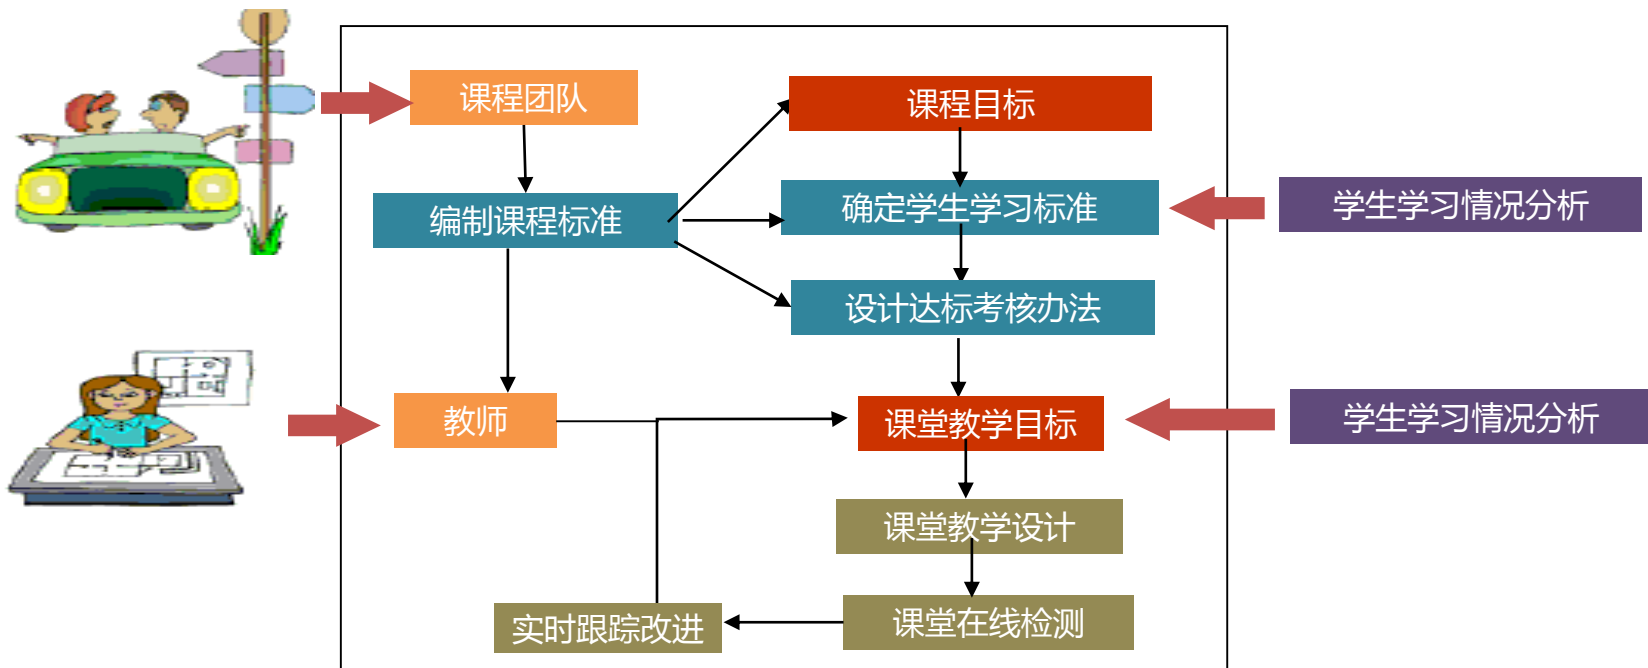 课程团队
课程目标
编制课程标准
确定学生学习标准
学生学习情况分析
设计达标考核办法
教师
课堂教学目标
学生学习情况分析
课堂教学设计
实时跟踪改进
课堂在线检测